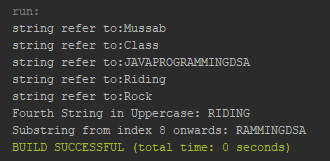 run:
string refer to:Mussab
string refer to:Class
string refer to:JAVAPROGRAMMINGDSA
string refer to:Riding
string refer to:Rock
Fourth String in Uppercase: RIDING
Substring from index 8 onwards: RAMMINGDSA
BUILD SUCCESSFUL (total time: 0 seconds)